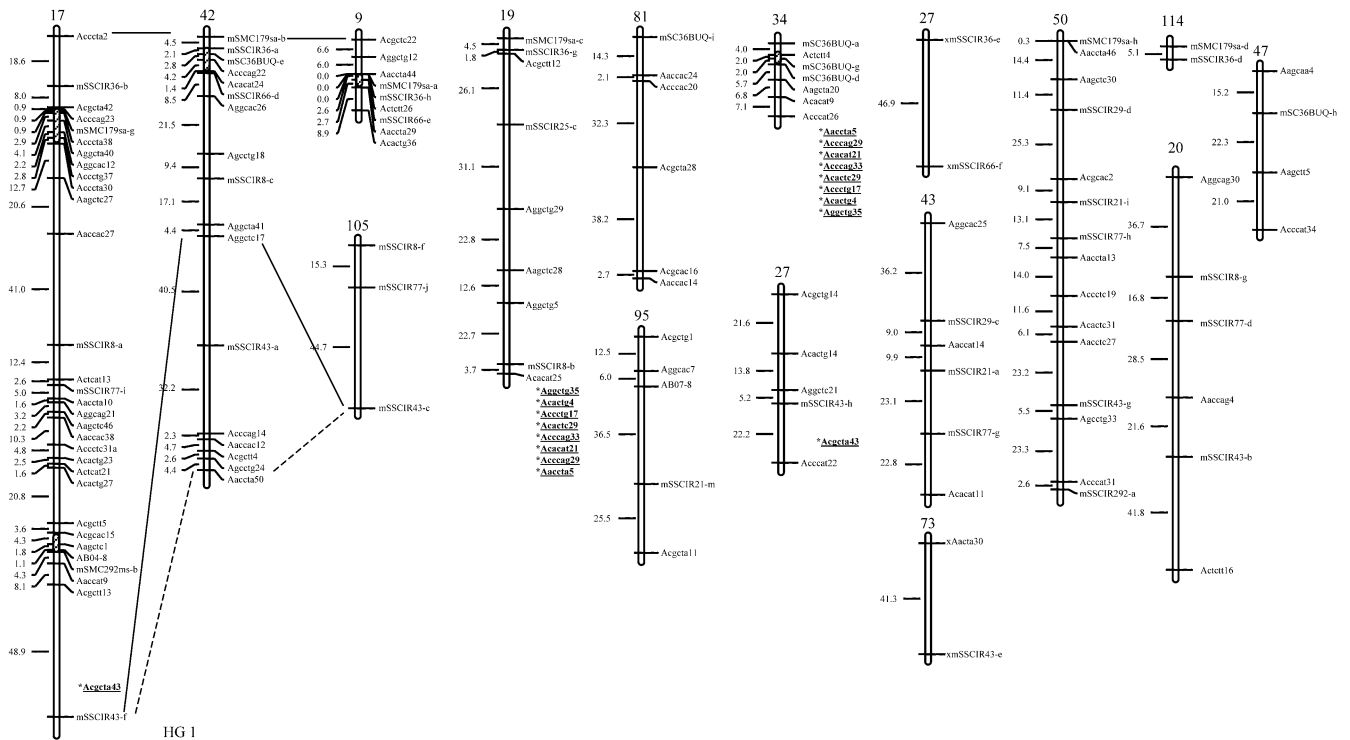 17
Acccta2
18.6
mSSCIR36-b
8.0
Acgcta42
0.9
Acccag23
0.9
mSMC179sa-g
0.9
Acccta38
2.9
Aggcta40
4.1
Aggcac12
2.2
Accctg37
2.8
Acccta30
12.7
Aagctc27
20.6
Aaccac27
41.0
mSSCIR8-a
12.4
Actcat13
2.6
mSSCIR77-i
5.0
Aaccta10
1.6
Aggcag21
3.2
Aagctc46
2.2
Aaccac38
10.3
Accctc31a
4.8
Acactg23
2.5
Actcat21
1.6
Acactg27
20.8
Acgctt5
3.6
Acgcac15
4.3
Aagctc1
1.8
AB04-8
1.1
mSMC292ms-b
4.3
Aaccat9
8.1
Acgctt13
48.9
*Acgcta43
mSSCIR43-f
HG 1
42
mSMC179sa-b
4.5
mSSCIR36-a
2.1
mSC36BUQ-e
2.8
Acccag22
4.2
Acacat24
1.4
mSSCIR66-d
8.5
Aggcac26
21.5
Agcctg18
9.4
mSSCIR8-c
17.1
Aggcta41
4.4
Aggctc17
40.5
mSSCIR43-a
32.2
Acccag14
2.3
Aaccac12
4.7
Acgctt4
2.6
Agcctg24
4.4
Aaccta50
9
Acgctc22
6.6
Aggctg12
6.0
Aaccta44
0.0
mSMC179sa-a
0.0
mSSCIR36-h
0.0
Actctt26
2.6
mSSCIR66-e
2.7
Aaccta29
8.9
Acactg36
105
mSSCIR8-f
15.3
mSSCIR77-j
44.7
mSSCIR43-c
19
mSMC179sa-c
4.5
mSSCIR36-g
1.8
Acgctt12
26.1
mSSCIR25-c
31.1
Aggctg29
22.8
Aagctc28
12.6
Aggctg5
22.7
mSSCIR8-b
3.7
Acacat25
*Aggctg35
*Acactg4
*Accctg17
*Acactc29
*Acccag33
*Acacat21
*Acccag29
*Aaccta5
81
mSC36BUQ-i
14.3
Aaccac24
2.1
Acccac20
32.3
Agccta28
38.2
Acgcac16
2.7
Aaccac14
95
Acgctg1
12.5
Aggcac7
6.0
AB07-8
36.5
mSSCIR21-m
25.5
Acgcta11
34
mSC36BUQ-a
4.0
Actctt4
2.0
mSC36BUQ-g
2.0
mSSCIR36BUQ-d
5.7
Aagcta20
6.8
Acacat9
7.1
Acccat26
*Aaccta5
*Acccag29
*Acacat21
*Acccag33
*Acactc29
*Accctg17
*Acactg4
*Aggctg35
27
Acgctg14
21.6
Acactg14
13.8
Aggctc21
5.2
mSSCIR43-h
22.2
*Acgcta43
Acccat22
27
xmSSCIR36-e
46.9
xmSSCIR66-f
43
Aggcac25
36.2
mSSCIR29-c
9.0
Aaccat14
9.9
mSSCIR21-a
23.1
mSSCIR77-g
22.8
Acacat11
73
xAacta30
41.3
xmSSCIR43-e
50
0.3
mSMC179sa-h
Aaccta46
14.4
Aagctc30
11.4
mSSCIR29-d
25.3
Acgcac2
9.1
mSSCIR21-i
13.1
mSSCIR77-h
7.5
Aaccta13
14.0
Accctc19
11.6
Acactc31
6.1
Aacctc27
23.2
mSSCIR43-g
5.5
Agcctg33
23.3
Acccat31
2.6
mSSCIR292-a
114
mSMC179sa-d
5.1
mSSCIR36-d
20
Aggcag30
36.7
mSSCIR8-g
16.8
mSSCIR77-d
28.5
Aaccag4
21.6
mSSCIR43-b
41.8
Actctt16
47
Aagcaa4
15.2
mSC36BUQ-h
22.3
Aagctt5
21.0
Acccat34